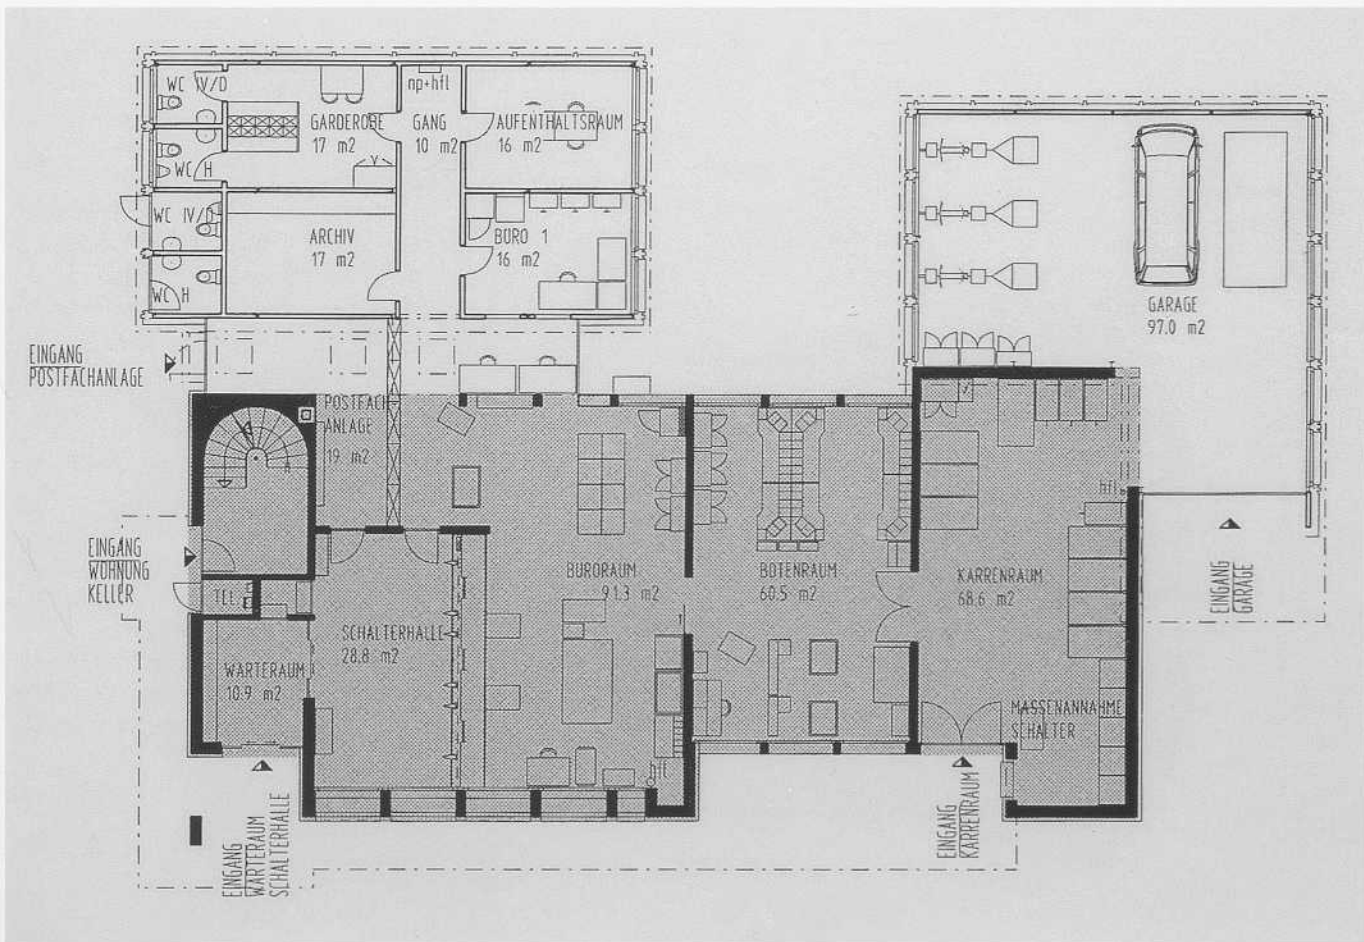 WC IV/D
GARDEROBE
17 m2
np+hfl
GANG
10 m2
AUFENTHALTSRAUM
16 m2
WC H
V
WC IV/D
ARCHIV
17 m2
BÜRO 1
16 m2
WC H
GARAGE
97.0 m2
EINGANG
POSTFACHANLAGE
POSTFACH
ANLAGE
19 m2
A
hfl
EINGANG
WOHNUNG
KELLER
TEL.
BÜRORAUM
91.3 m2
BOTENRAUM
60.5 m2
KARRENRAUM
68.6 m2
EINGANG
GARAGE
SCHALTERHALLE
28.8 m2
WARTERAUM
10.9 m2
MASSENANNAHME
SCHALTER
hfl
EINGANG
WARTERAUM
SCHALTERHALLE
EINGANG
KARRENRAUM